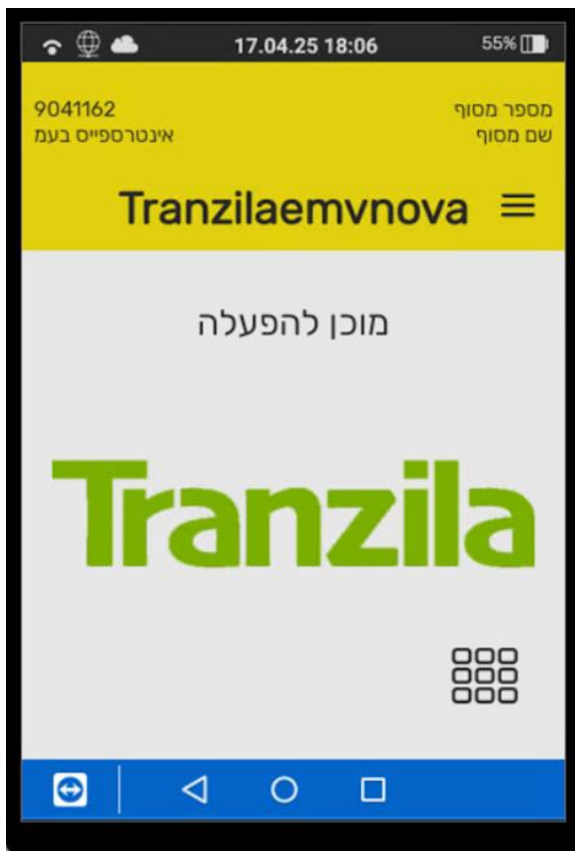 17.04.25 18:06 55%
מספר מסוף 9041162
שם מסוף אינטרספייס בעמ
Tranzilaemvnova
מוכן להפעלה
Tranzila